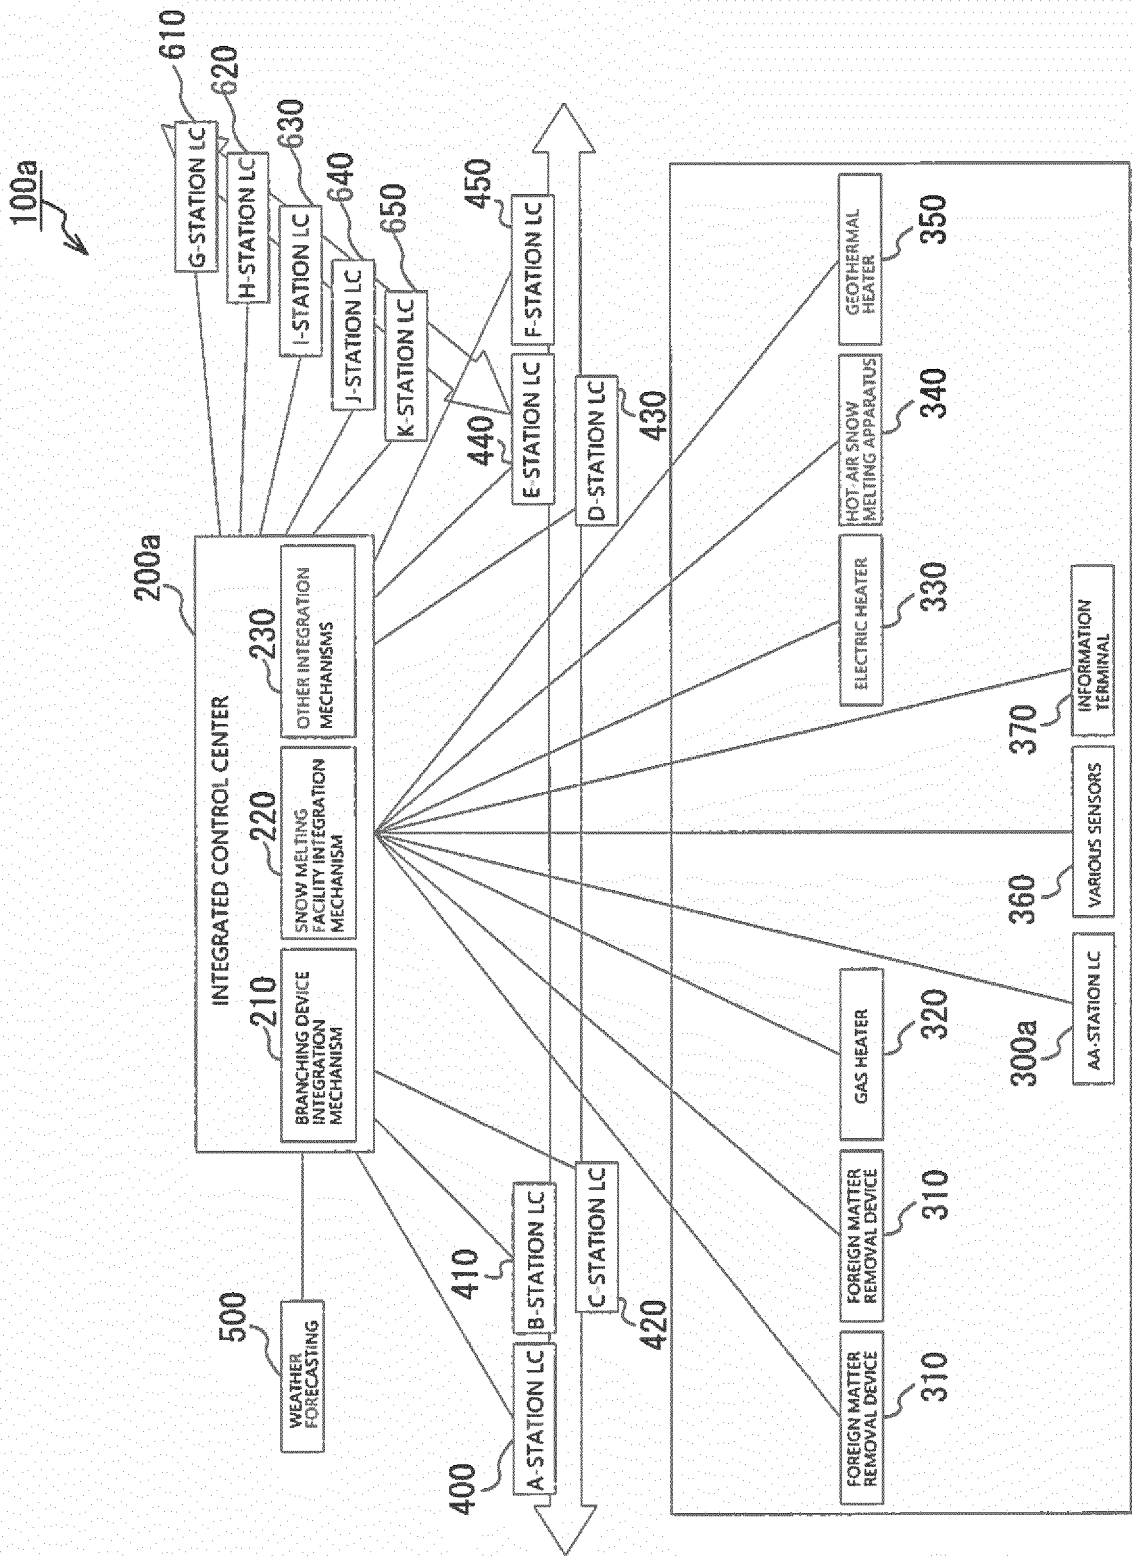 100a
200a
INTEGRATED CONTROL CENTER
210
BRANCHING DEVICE
INTEGRATION
MECHANISM
220
SNOW MELTING
FACILITY INTEGRATION
MECHANISM
230
OTHER INTEGRATION
MECHANISMS
500
WEATHER
FORECASTING
610
G-STATION LC
620
H-STATION LC
630
I-STATION LC
640
J-STATION LC
650
K-STATION LC
400
A-STATION LC
410
B-STATION LC
420
C-STATION LC
430
D-STATION LC
440
E-STATION LC
450
F-STATION LC
FOREIGN MATTER
REMOVAL DEVICE
310
FOREIGN MATTER
REMOVAL DEVICE
310
GAS HEATER
320
ELECTRIC HEATER
330
HOT-AIR SNOW
MELTING APPARATUS
340
GEOTHERMAL
HEATER
350
300a
AA-STATION LC
360
VARIOUS SENSORS
370
INFORMATION
TERMINAL